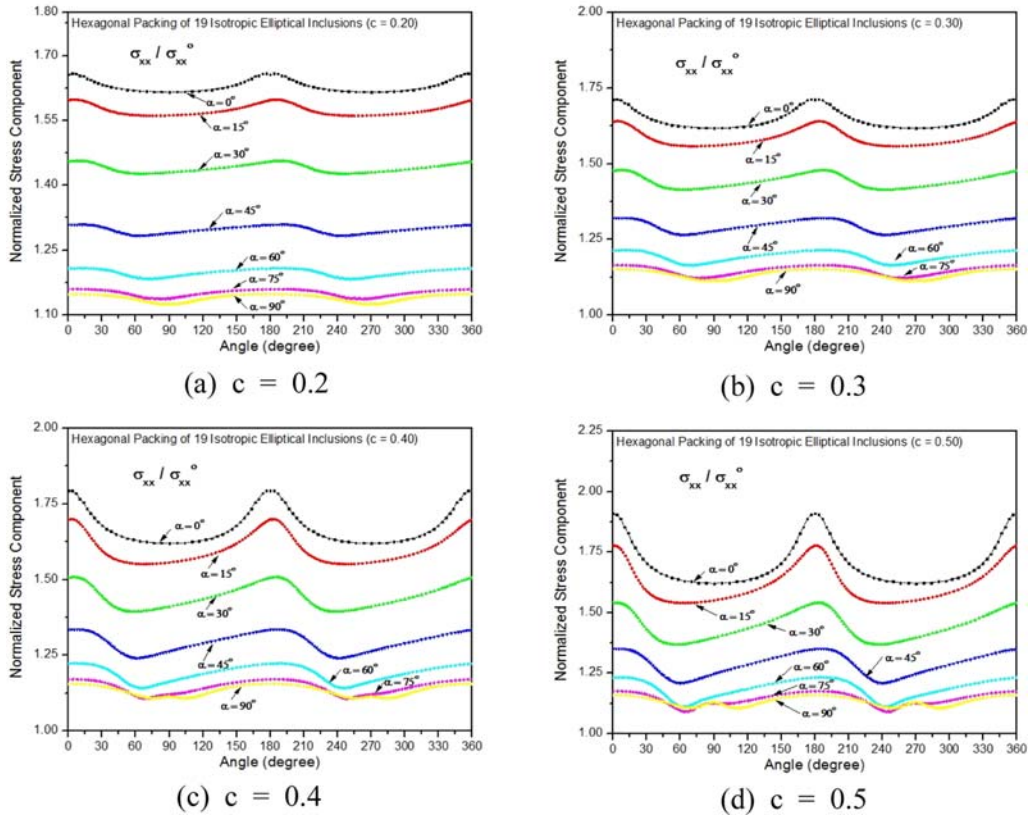 Hexagonal Packing of 19 Isotropic Elliptical Inclusions (c = 0.20)
σxx / σxx°
Normalized Stress Component
1.80
1.70
1.55
1.40
1.25
1.10
α=0°
α=15°
α=30°
α=45°
α=60°
α=75°
α=90°
0 30 60 90 120 150 180 210 240 270 300 330 360
Angle (degree)
(a) c = 0.2
Hexagonal Packing of 19 Isotropic Elliptical Inclusions (c = 0.30)
σxx / σxx°
Normalized Stress Component
2.00
1.75
1.50
1.25
1.00
α=0°
α=15°
α=30°
α=45°
α=60°
α=75°
α=90°
0 30 60 90 120 150 180 210 240 270 300 330 360
Angle (degree)
(b) c = 0.3
Hexagonal Packing of 19 Isotropic Elliptical Inclusions (c = 0.40)
σxx / σxx°
Normalized Stress Component
2.00
1.75
1.50
1.25
1.00
α=0°
α=15°
α=30°
α=45°
α=60°
α=75°
α=90°
0 30 60 90 120 150 180 210 240 270 300 330 360
Angle (degree)
(c) c = 0.4
Hexagonal Packing of 19 Isotropic Elliptical Inclusions (c = 0.50)
σxx / σxx°
Normalized Stress Component
2.25
2.00
1.75
1.50
1.25
1.00
α=0°
α=15°
α=30°
α=45°
α=60°
α=75°
α=90°
0 30 60 90 120 150 180 210 240 270 300 330 360
Angle (degree)
(d) c = 0.5